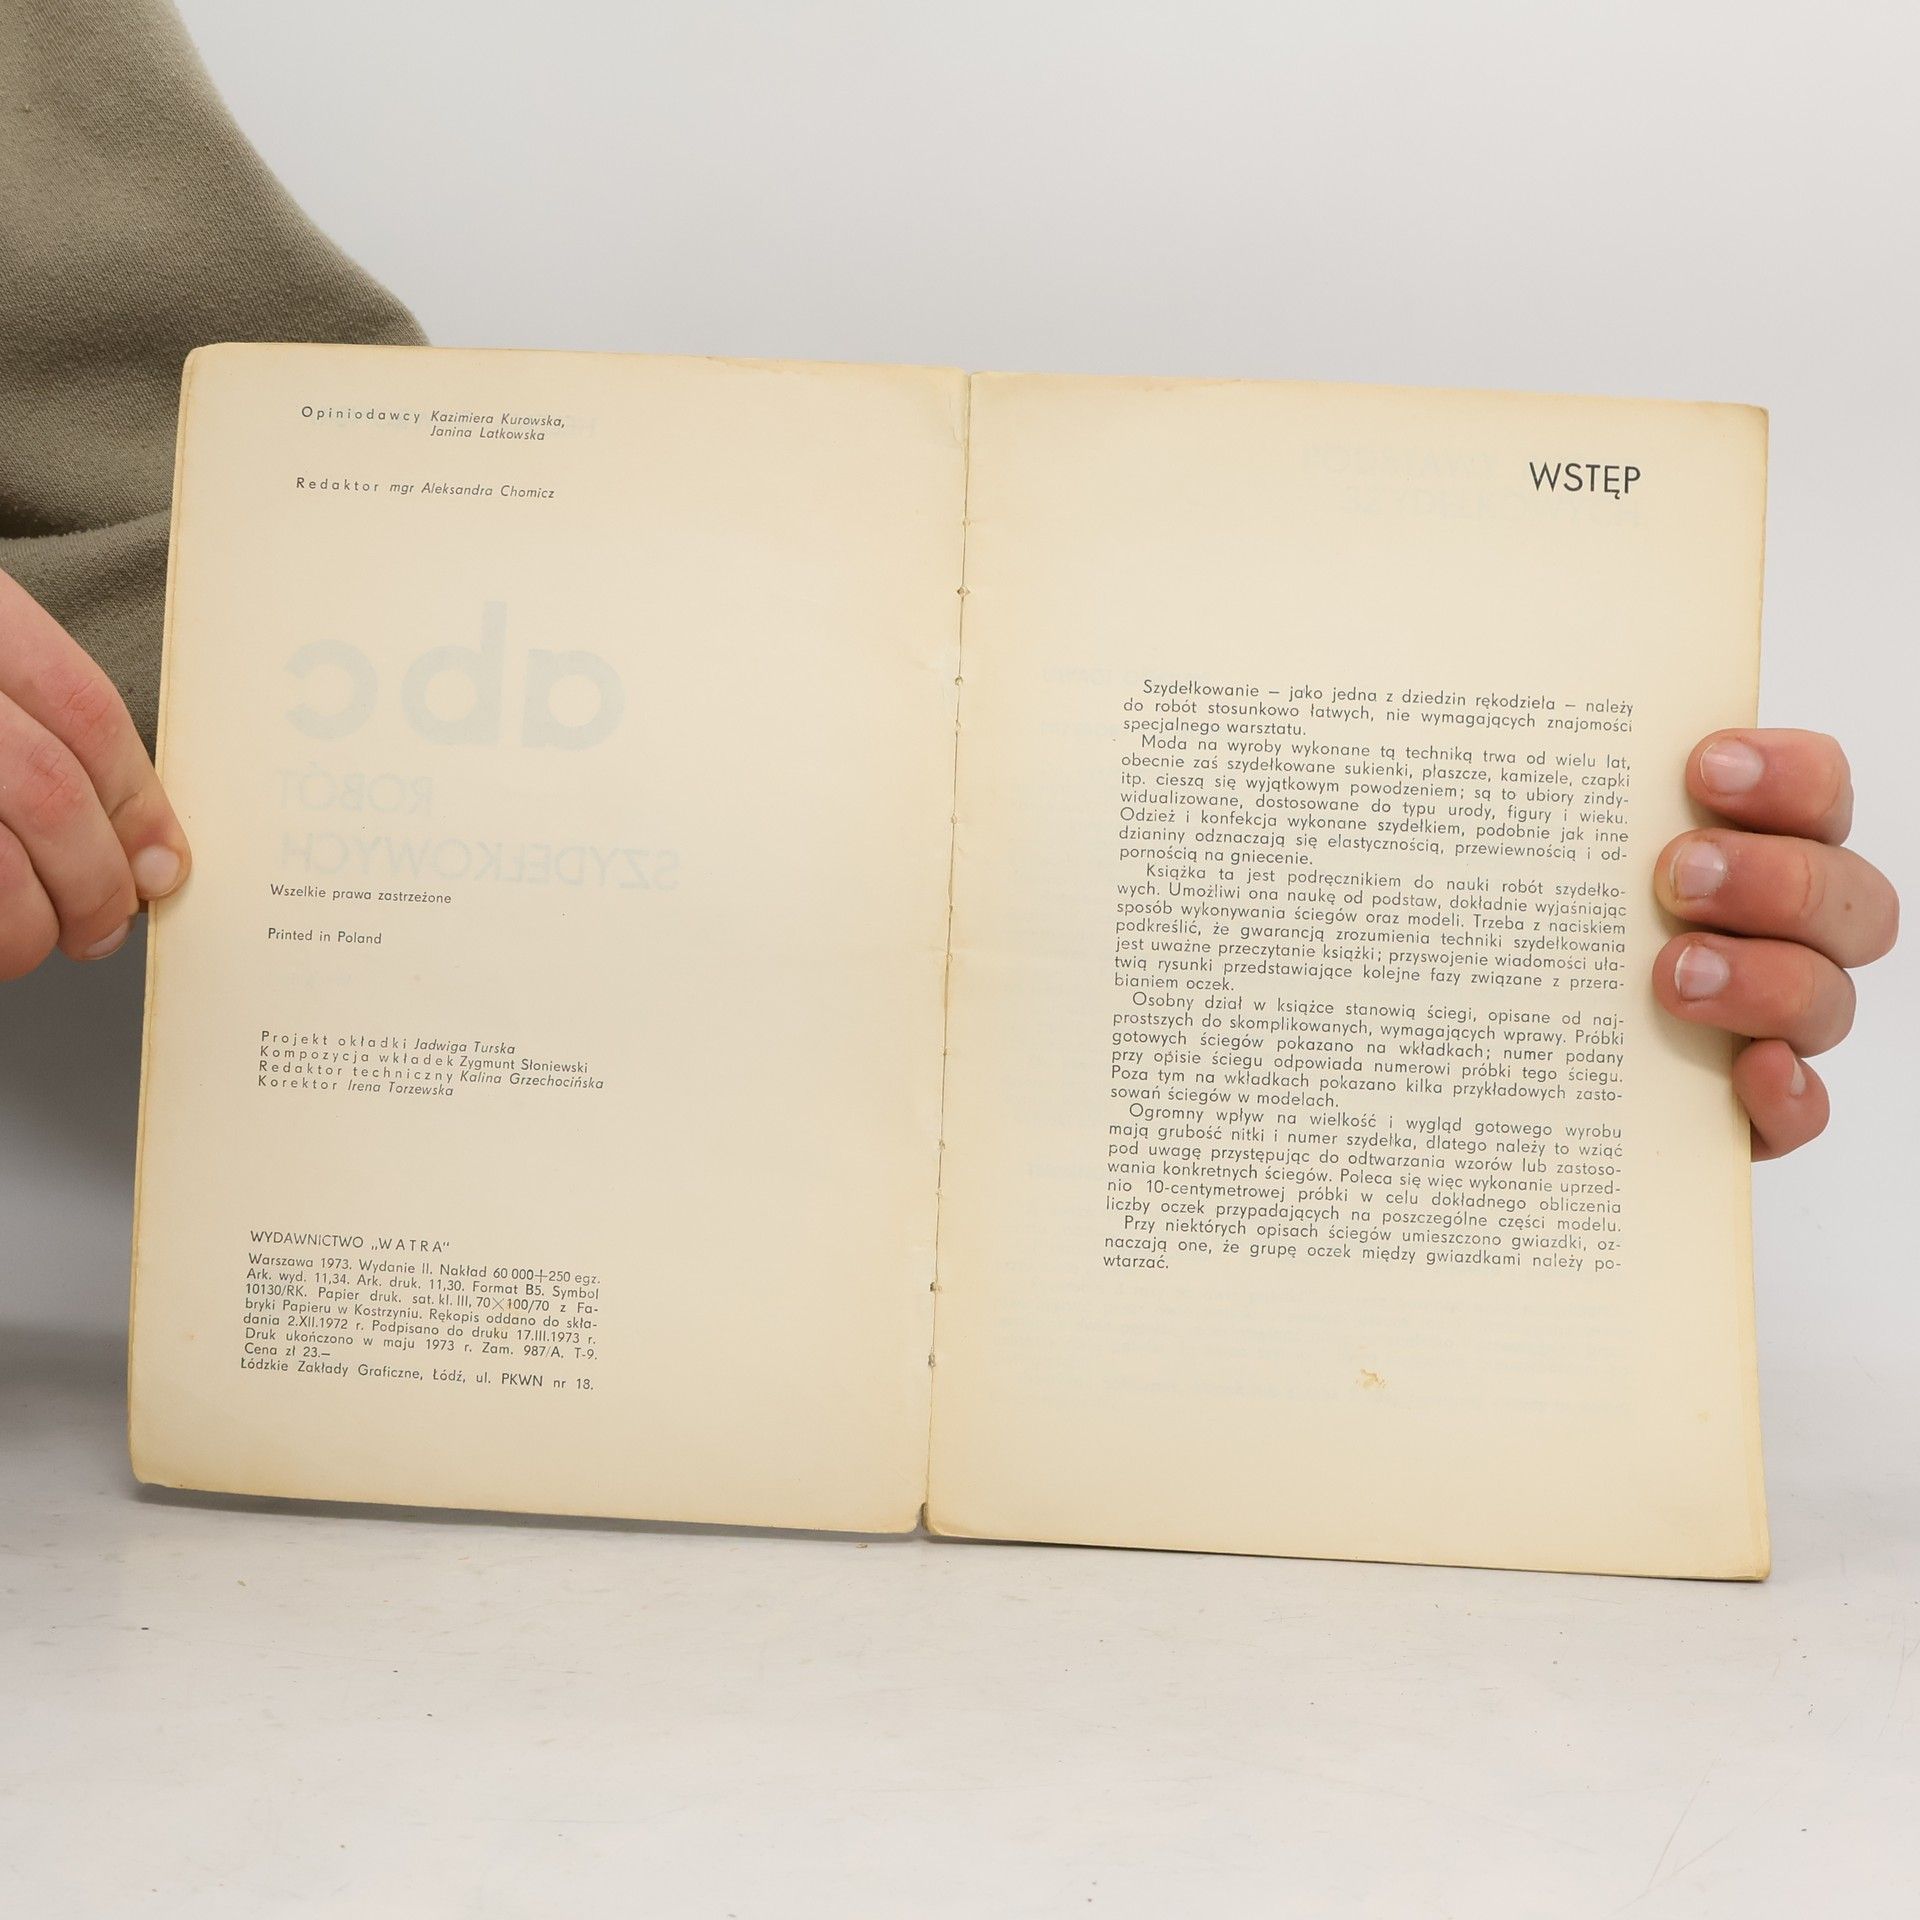 Opiniodawcy Kazimiera Kurowska,
Janina Latkowska
Redaktor mgr Aleksandra Chomicz
abc
ROBÓT
SZYDEŁKOWYCH
Wszelkie prawa zastrzeżone
Printed in Poland
Projekt okładki Jadwiga Turska
Kompozycja wkładek Zygmunt Słoniewski
Redaktor techniczny Kalina Grzechocińska
Korektor Irena Torzewska
WYDAWNICTWO „WATRA"
Warszawa 1973. Wydanie II. Nakład 60 000+250 egz.
Ark. wyd. 11,34. Ark. druk. 11,30. Format B5. Symbol
10130/RK. Papier druk. sat. kl. III, 70×100/70 z Fa-
bryki Papieru w Kostrzyniu. Rękopis oddano do skła-
dania 2.XII.1972 r. Podpisano do druku 17.III.1973 r.
Druk ukończono w maju 1973 r. Zam. 987/A. T-9.
Cena zł 23.–
Łódzkie Zakłady Graficzne, Łódź, ul. PKWN nr 18.
WSTĘP
Szydełkowanie – jako jedna z dziedzin rękodzieła – należy
do robót stosunkowo łatwych, nie wymagających znajomości
specjalnego warsztatu.
Moda na wyroby wykonane tą techniką trwa od wielu lat,
obecnie zaś szydełkowane sukienki, płaszcze, kamizele, czapki
itp. cieszą się wyjątkowym powodzeniem; są to ubiory zindy-
widualizowane, dostosowane do typu urody, figury i wieku.
Odzież i konfekcja wykonane szydełkiem, podobnie jak inne
dzianiny odznaczają się elastycznością, przewiewnością i od-
pornością na gniecenie.
Książka ta jest podręcznikiem do nauki robót szydełko-
wych. Umożliwi ona naukę od podstaw, dokładnie wyjaśniając
sposób wykonywania ściegów oraz modeli. Trzeba z naciskiem
podkreślić, że gwarancją zrozumienia techniki szydełkowania
jest uważne przeczytanie książki; przyswojenie wiadomości uła-
twią rysunki przedstawiające kolejne fazy związane z przera-
bianiem oczek.
Osobny dział w książce stanowią ściegi, opisane od naj-
prostszych do skomplikowanych, wymagających wprawy. Próbki
gotowych ściegów pokazano na wkładkach; numer podany
przy opisie ściegu odpowiada numerowi próbki tego ściegu.
Poza tym na wkładkach pokazano kilka przykładowych zasto-
sowań ściegów w modelach.
Ogromny wpływ na wielkość i wygląd gotowego wyrobu
mają grubość nitki i numer szydełka, dlatego należy to wziąć
pod uwagę przystępując do odtwarzania wzorów lub zastoso-
wania konkretnych ściegów. Poleca się więc wykonanie uprzed-
nio 10-centymetrowej próbki w celu dokładnego obliczenia
liczby oczek przypadających na poszczególne części modelu.
Przy niektórych opisach ściegów umieszczono gwiazdki, oz-
naczają one, że grupę oczek między gwiazdkami należy po-
wtarzać.